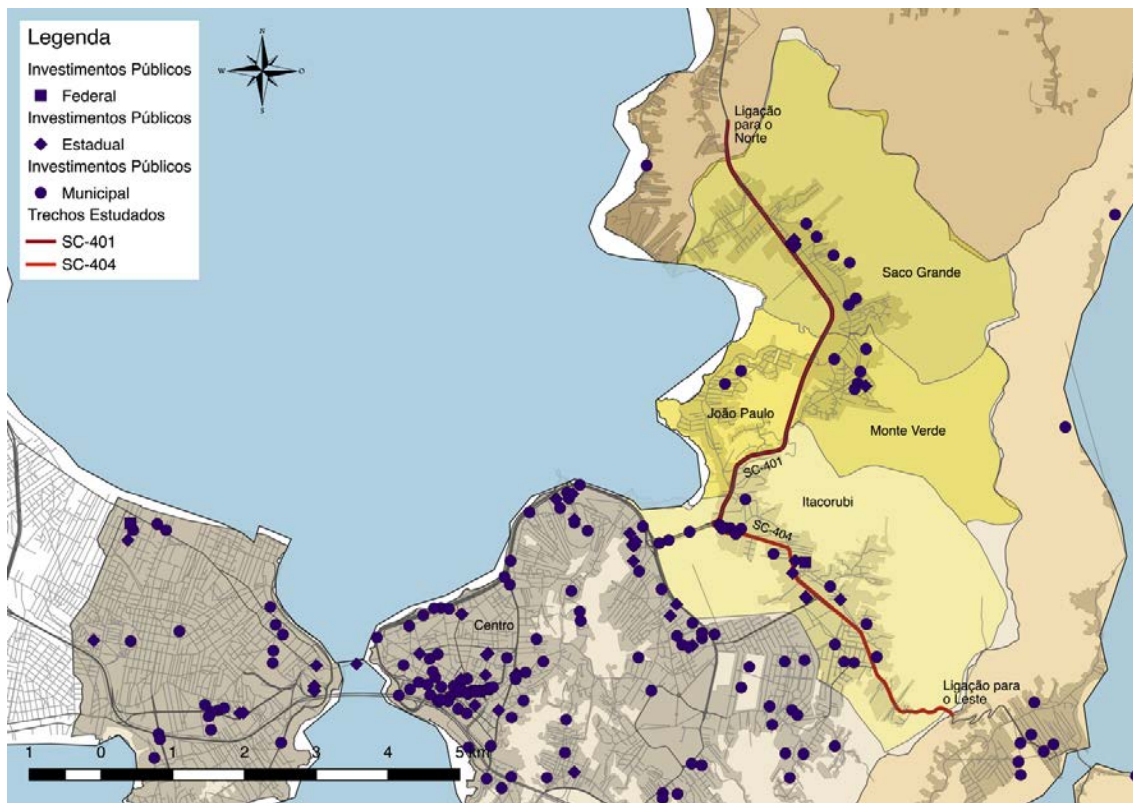 Legenda
Investimentos Públicos
Federal
Investimentos Públicos
Estadual
Investimentos Públicos
Municipal
Trechos Estudados
SC-401
SC-404
N
W
O
S
Ligação
para o
Norte
Saco Grande
João Paulo
Monte Verde
SC-401
Itacorubi
SC-404
Centro
Ligação para
o Leste
1 0 1 2 3 4 5 km